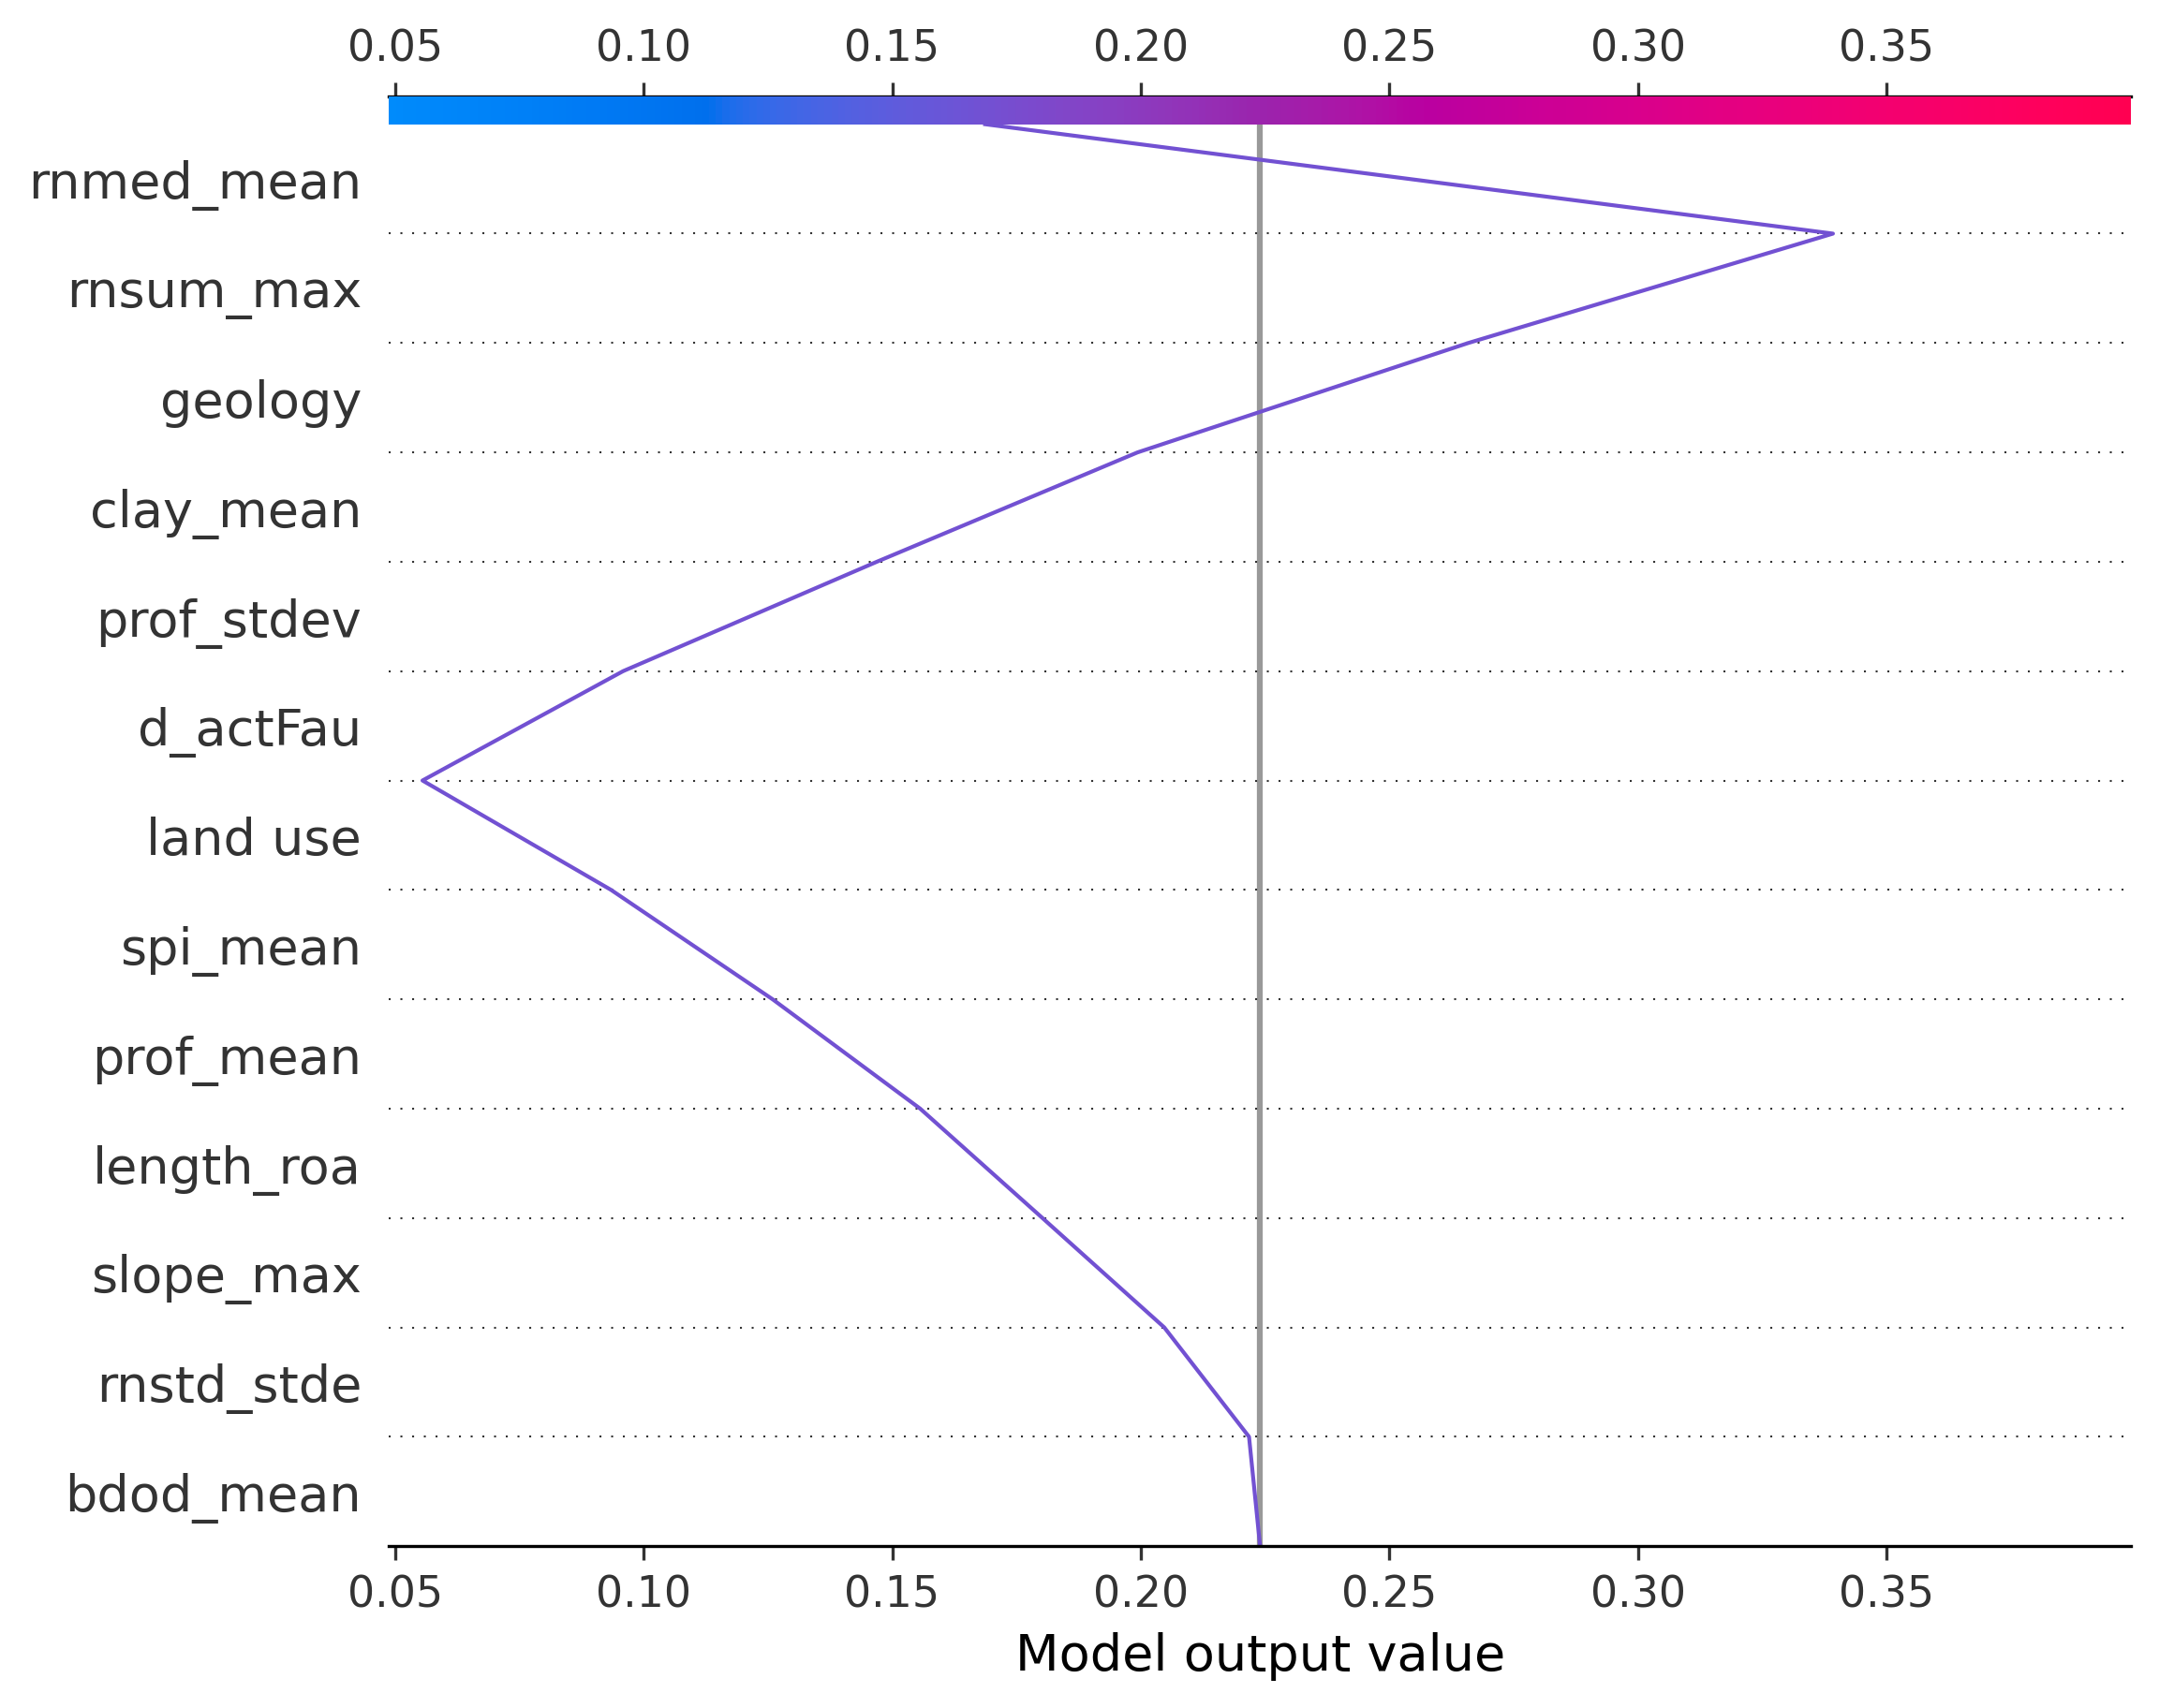 0.05 0.10 0.15 0.20 0.25 0.30 0.35
rnmed_mean
rnsum_max
geology
clay_mean
prof_stdev
d_actFau
land use
spi_mean
prof_mean
length_roa
slope_max
rnstd_stde
bdod_mean
0.05 0.10 0.15 0.20 0.25 0.30 0.35
Model output value